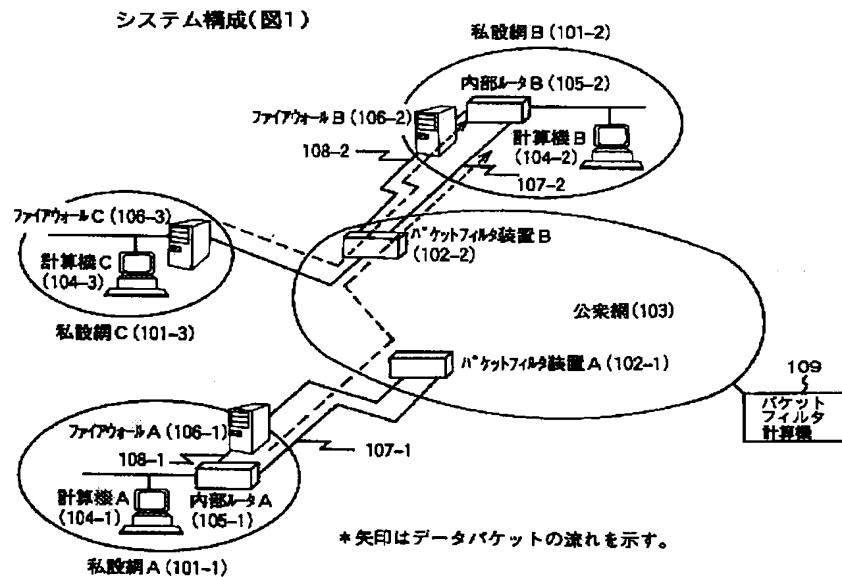 システム構成(図1)
私設網B(101-2)
内部ルータB(105-2)
ファイアウォールB(106-2)
計算機B
(104-2)
108-2
107-2
ファイアウォールC(106-3)
計算機C
(104-3)
私設網C(101-3)
パケットフィルタ装置B
(102-2)
公衆網(103)
パケットフィルタ装置A(102-1)
109
パケット
フィルタ
計算機
ファイアウォールA(106-1)
107-1
108-1
計算機A
(104-1)
内部ルータA
(105-1)
私設網A(101-1)
*矢印はデータパケットの流れを示す。